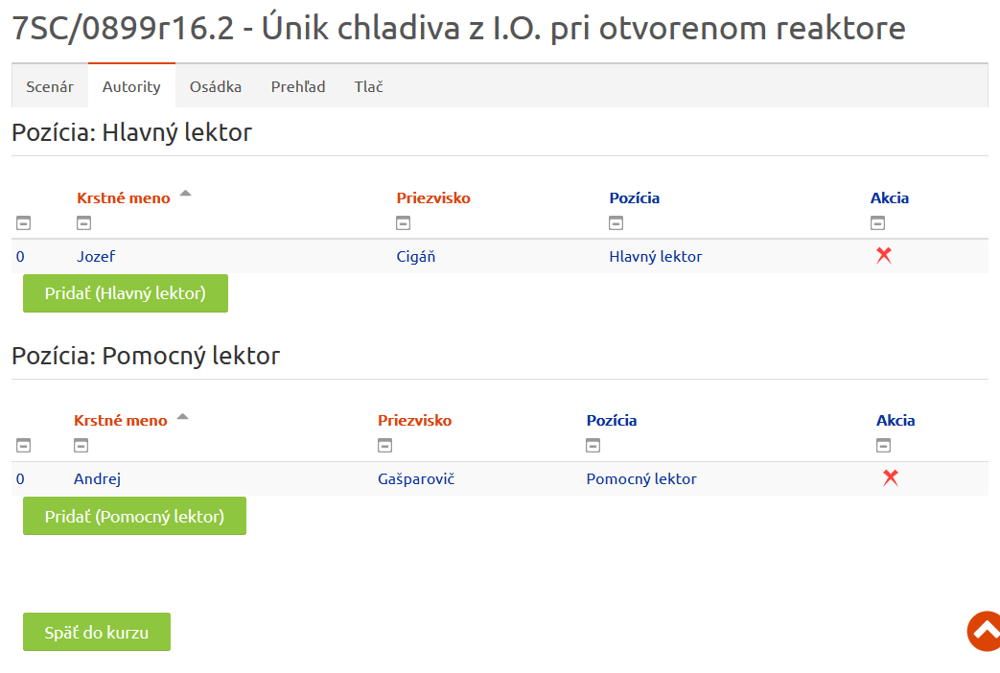 7SC/0899r16.2 - Únik chladiva z I.O. pri otvorenom reaktore
Scenár Autority Osádka Prehľad Tlač
Pozícia: Hlavný lektor
Krstné meno Priezvisko Pozícia Akcia
0 Jozef Cigáň Hlavný lektor
Pridať (Hlavný lektor)
Pozícia: Pomocný lektor
Krstné meno Priezvisko Pozícia Akcia
0 Andrej Gašparovič Pomocný lektor
Pridať (Pomocný lektor)
Späť do kurzu